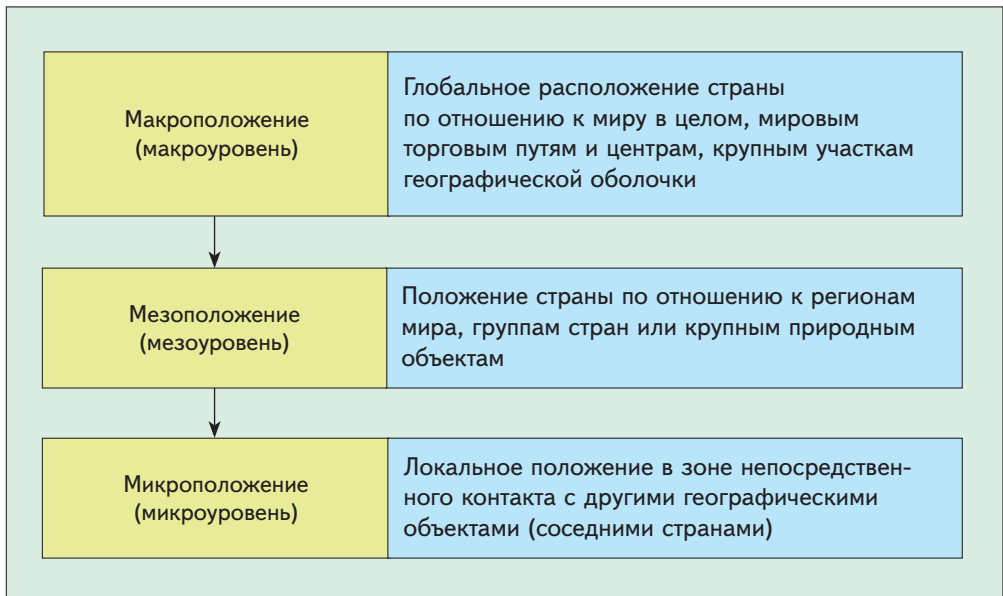 Макроположение
(макроуровень)
Глобальное расположение страны
по отношению к миру в целом, мировым
торговым путям и центрам, крупным участкам
географической оболочки
Мезоположение
(мезоуровень)
Положение страны по отношению к регионам
мира, группам стран или крупным природным
объектам
Микроположение
(микроуровень)
Локальное положение в зоне непосредствен-
ного контакта с другими географическими
объектами (соседними странами)